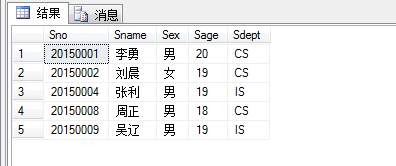 结果 消息
Sno Sname Sex Sage Sdept
1 20150001 李勇 男 20 CS
2 20150002 刘晨 女 19 CS
3 20150004 张利 男 19 IS
4 20150008 周正 男 18 CS
5 20150009 吴辽 男 19 IS